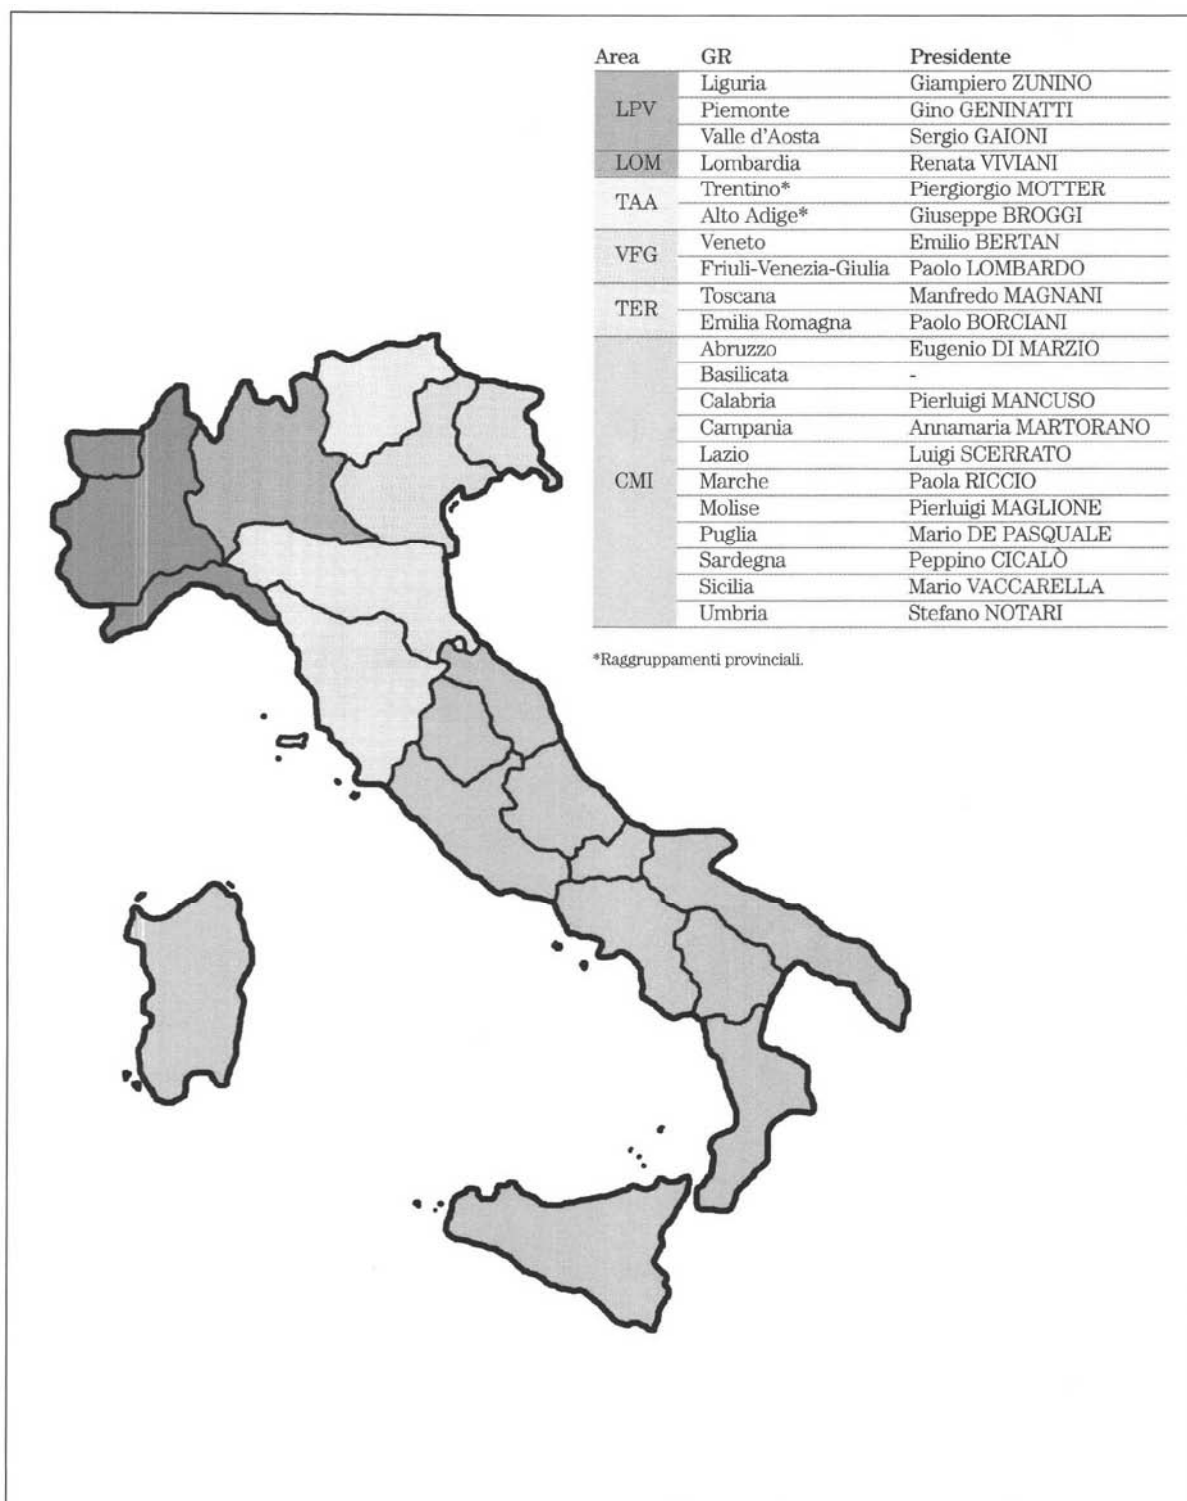 Area GR Presidente
LPV Liguria Giampiero ZUNINO
Piemonte Gino GENINATTI
Valle d'Aosta Sergio GAIONI
LOM Lombardia Renata VIVIANI
TAA Trentino* Piergiorgio MOTTER
Alto Adige* Giuseppe BROGGI
VFG Veneto Emilio BERTAN
Friuli-Venezia-Giulia Paolo LOMBARDO
TER Toscana Manfredo MAGNANI
Emilia Romagna Paolo BORCIANI
CMI Abruzzo Eugenio DI MARZIO
Basilicata -
Calabria Pierluigi MANCUSO
Campania Annamaria MARTORANO
Lazio Luigi SCERRATO
Marche Paola RICCIO
Molise Pierluigi MAGLIONE
Puglia Mario DE PASQUALE
Sardegna Peppino CICALÒ
Sicilia Mario VACCARELLA
Umbria Stefano NOTARI
*Raggruppamenti provinciali.